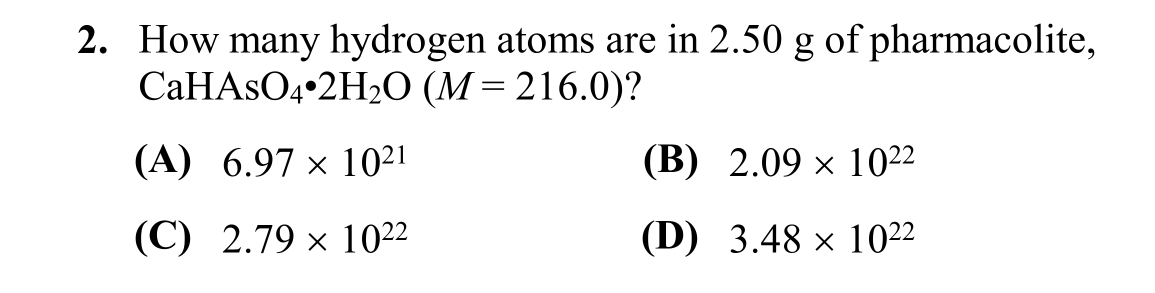 2. How many hydrogen atoms are in 2.50 g of pharmacolite,
CaHAsO₄•2H₂O (M = 216.0)?
(A) 6.97 × 10²¹ (B) 2.09 × 10²²
(C) 2.79 × 10²² (D) 3.48 × 10²²